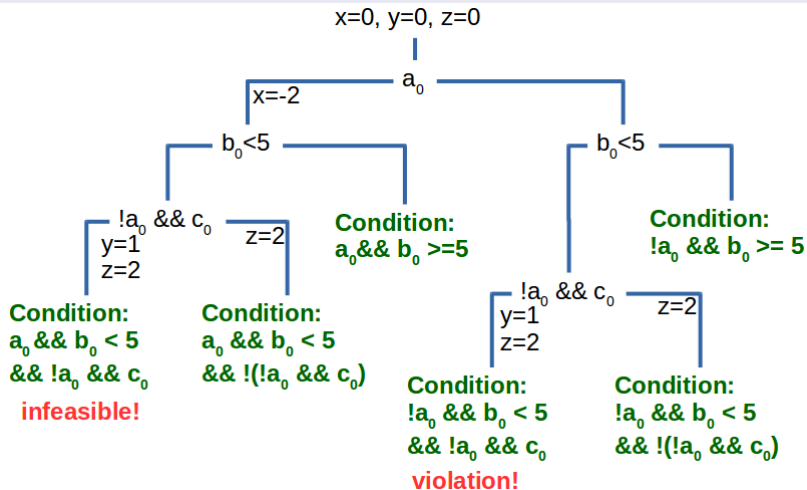 x=0, y=0, z=0
a₀
x=-2
b₀<5
b₀<5
!a₀ && c₀
y=1
z=2
z=2
Condition:
a₀&& b₀ >=5
Condition:
!a₀ && b₀ >= 5
Condition:
a₀ && b₀ < 5
&& !a₀ && c₀
infeasible!
Condition:
a₀ && b₀ < 5
&& !(!a₀ && c₀)
!a₀ && c₀
y=1
z=2
z=2
Condition:
!a₀ && b₀ < 5
&& !a₀ && c₀
violation!
Condition:
!a₀ && b₀ < 5
&& !(!a₀ && c₀)